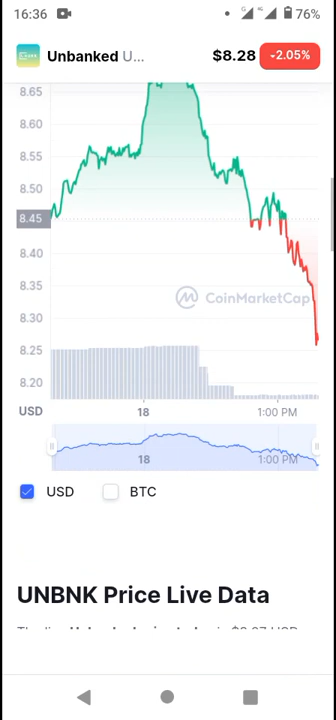 16:36
76%
Unbanked U... $8.28 -2.05%
8.65
8.60
8.55
8.50
8.45
8.40
8.35
8.30
8.25
8.20
CoinMarketCap
USD 18 1:00 PM
18 1:00 PM
USD BTC
UNBNK Price Live Data